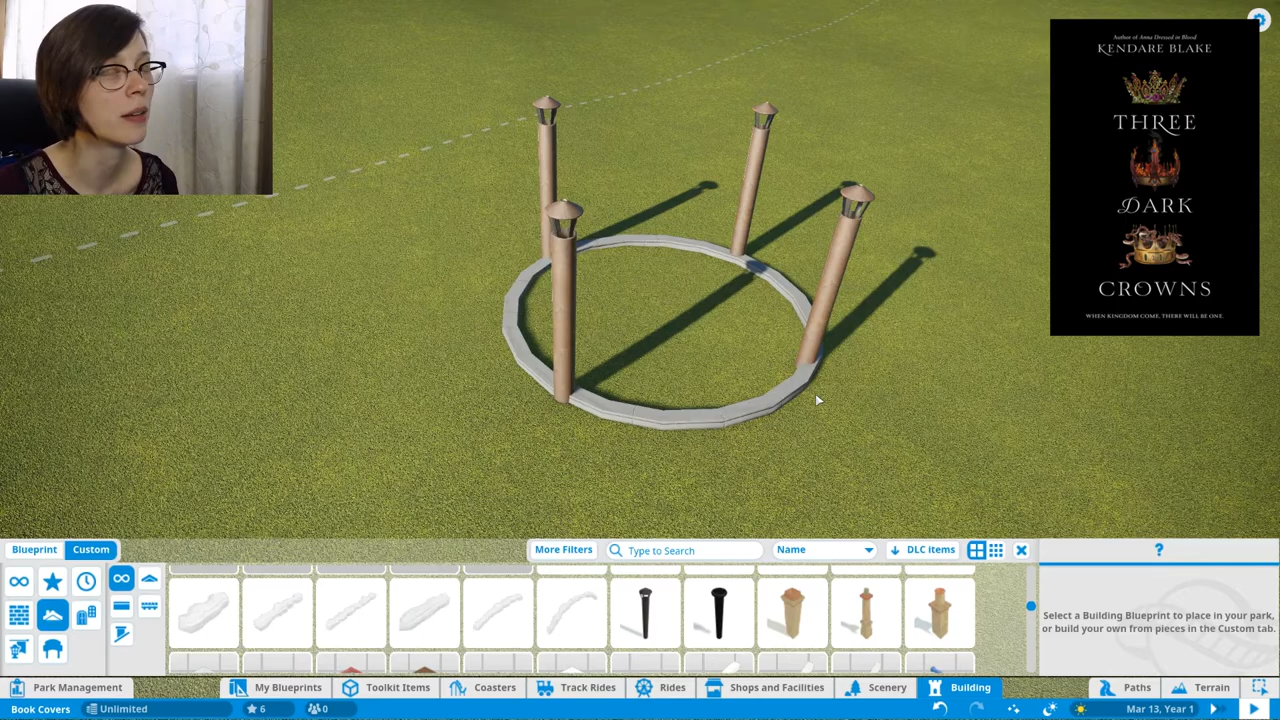 Author of Anna Dressed in Blood
KENDARE BLAKE
THREE
DARK
CROWNS
WHEN KINGDOM COME, THERE WILL BE ONE.
Blueprint
Custom
More Filters
Type to Search
Name
DLC Items
?
Select a Building Blueprint to place in your park,
or build your own from pieces in the Custom tab.
Park Management
My Blueprints
Toolkit Items
Coasters
Track Rides
Rides
Shops and Facilities
Scenery
Building
Paths
Terrain
Book Covers
Unlimited
6
0
Mar 13, Year 1